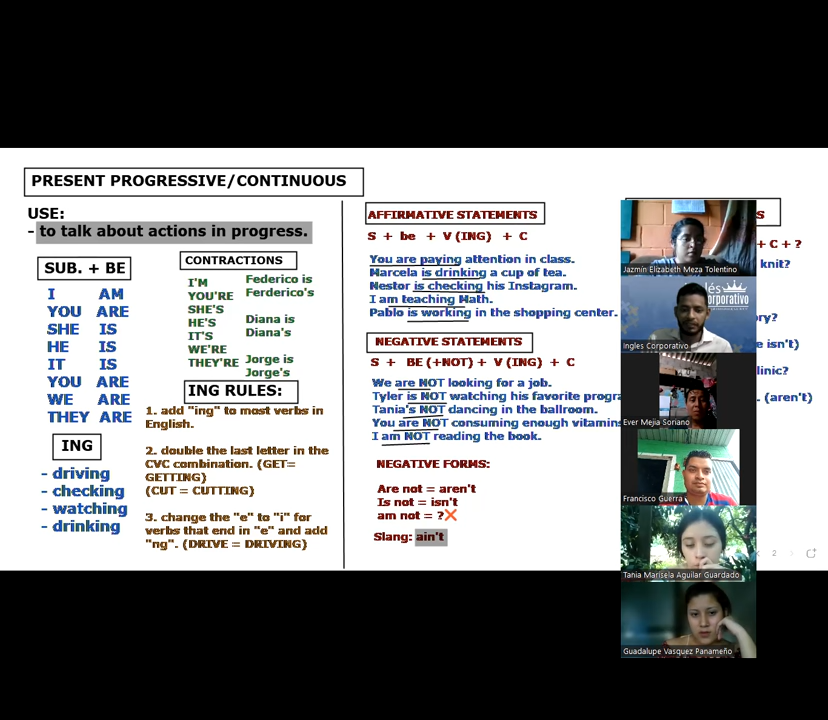 PRESENT PROGRESSIVE/CONTINUOUS
USE:
- to talk about actions in progress.
SUB. + BE
I AM
YOU ARE
SHE IS
HE IS
IT IS
YOU ARE
WE ARE
THEY ARE
ING
- driving
- checking
- watching
- drinking
CONTRACTIONS
I'M
YOU'RE
SHE'S
HE'S
IT'S
WE'RE
THEY'RE
Federico is
Ferderico's
Diana is
Diana's
Jorge is
Jorge's
ING RULES:
1. add "ing" to most verbs in
English.
2. double the last letter in the
CVC combination. (GET=
GETTING)
(CUT = CUTTING)
3. change the "e" to "i" for
verbs that end in "e" and add
"ng". (DRIVE = DRIVING)
AFFIRMATIVE STATEMENTS
S + be + V (ING) + C
You are paying attention in class.
Marcela is drinking a cup of tea.
Nestor is checking his Instagram.
I am teaching Math.
Pablo is working in the shopping center.
NEGATIVE STATEMENTS
S + BE (+NOT) + V (ING) + C
We are NOT looking for a job.
Tyler is NOT watching his favorite progra
Tania's NOT dancing in the ballroom.
You are NOT consuming enough vitamins
I am NOT reading the book.
NEGATIVE FORMS:
Are not = aren't
Is not = isn't
am not = ?
Slang: ain't
S
+ C + ?
knit?
ry?
e isn't)
linic?
. (aren't)
Jazmín Elizabeth Meza Tolentino
lés
orporativo
Ingles Corporativo
Ever Mejia Soriano
Francisco Guerra
Tania Marisela Aguilar Guardado
Guadalupe Vasquez Panameño
2